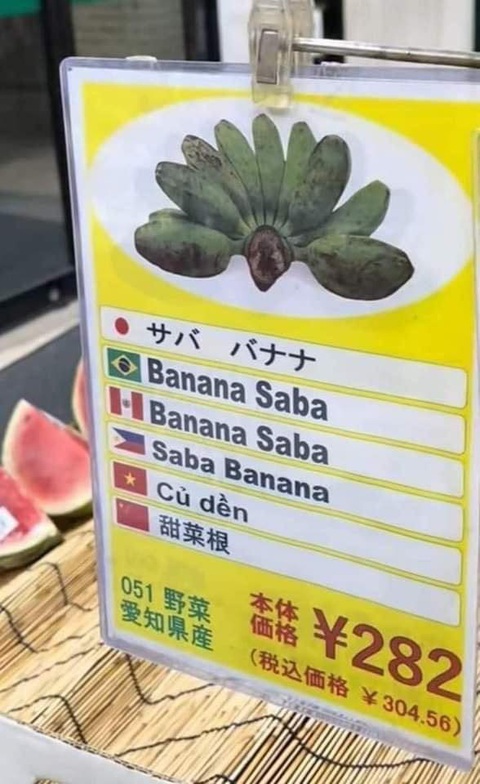 サバ バナナ
Banana Saba
Banana Saba
Saba Banana
Củ dền
甜菜根
051 野菜
愛知県産
本体
価格 ¥282
(税込価格 ¥304.56)